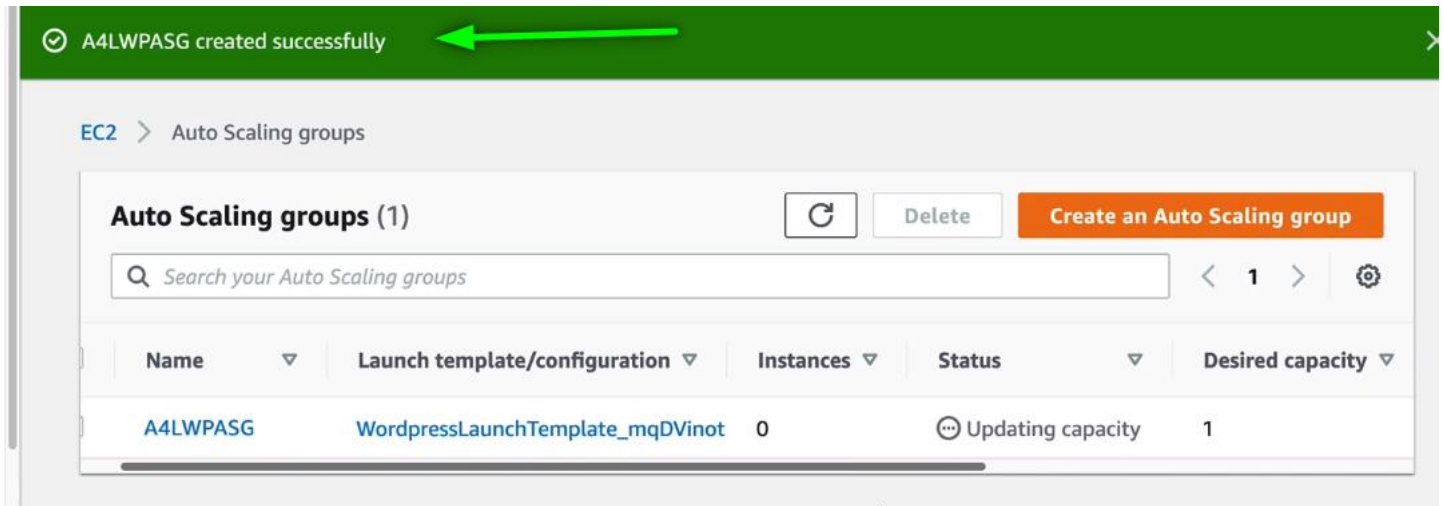 A4LWPASG created successfully
EC2 > Auto Scaling groups
Auto Scaling groups (1)
Delete
Create an Auto Scaling group
Search your Auto Scaling groups
< 1 >
Name Launch template/configuration Instances Status Desired capacity
A4LWPASG WordpressLaunchTemplate_mqDVinot 0 Updating capacity 1